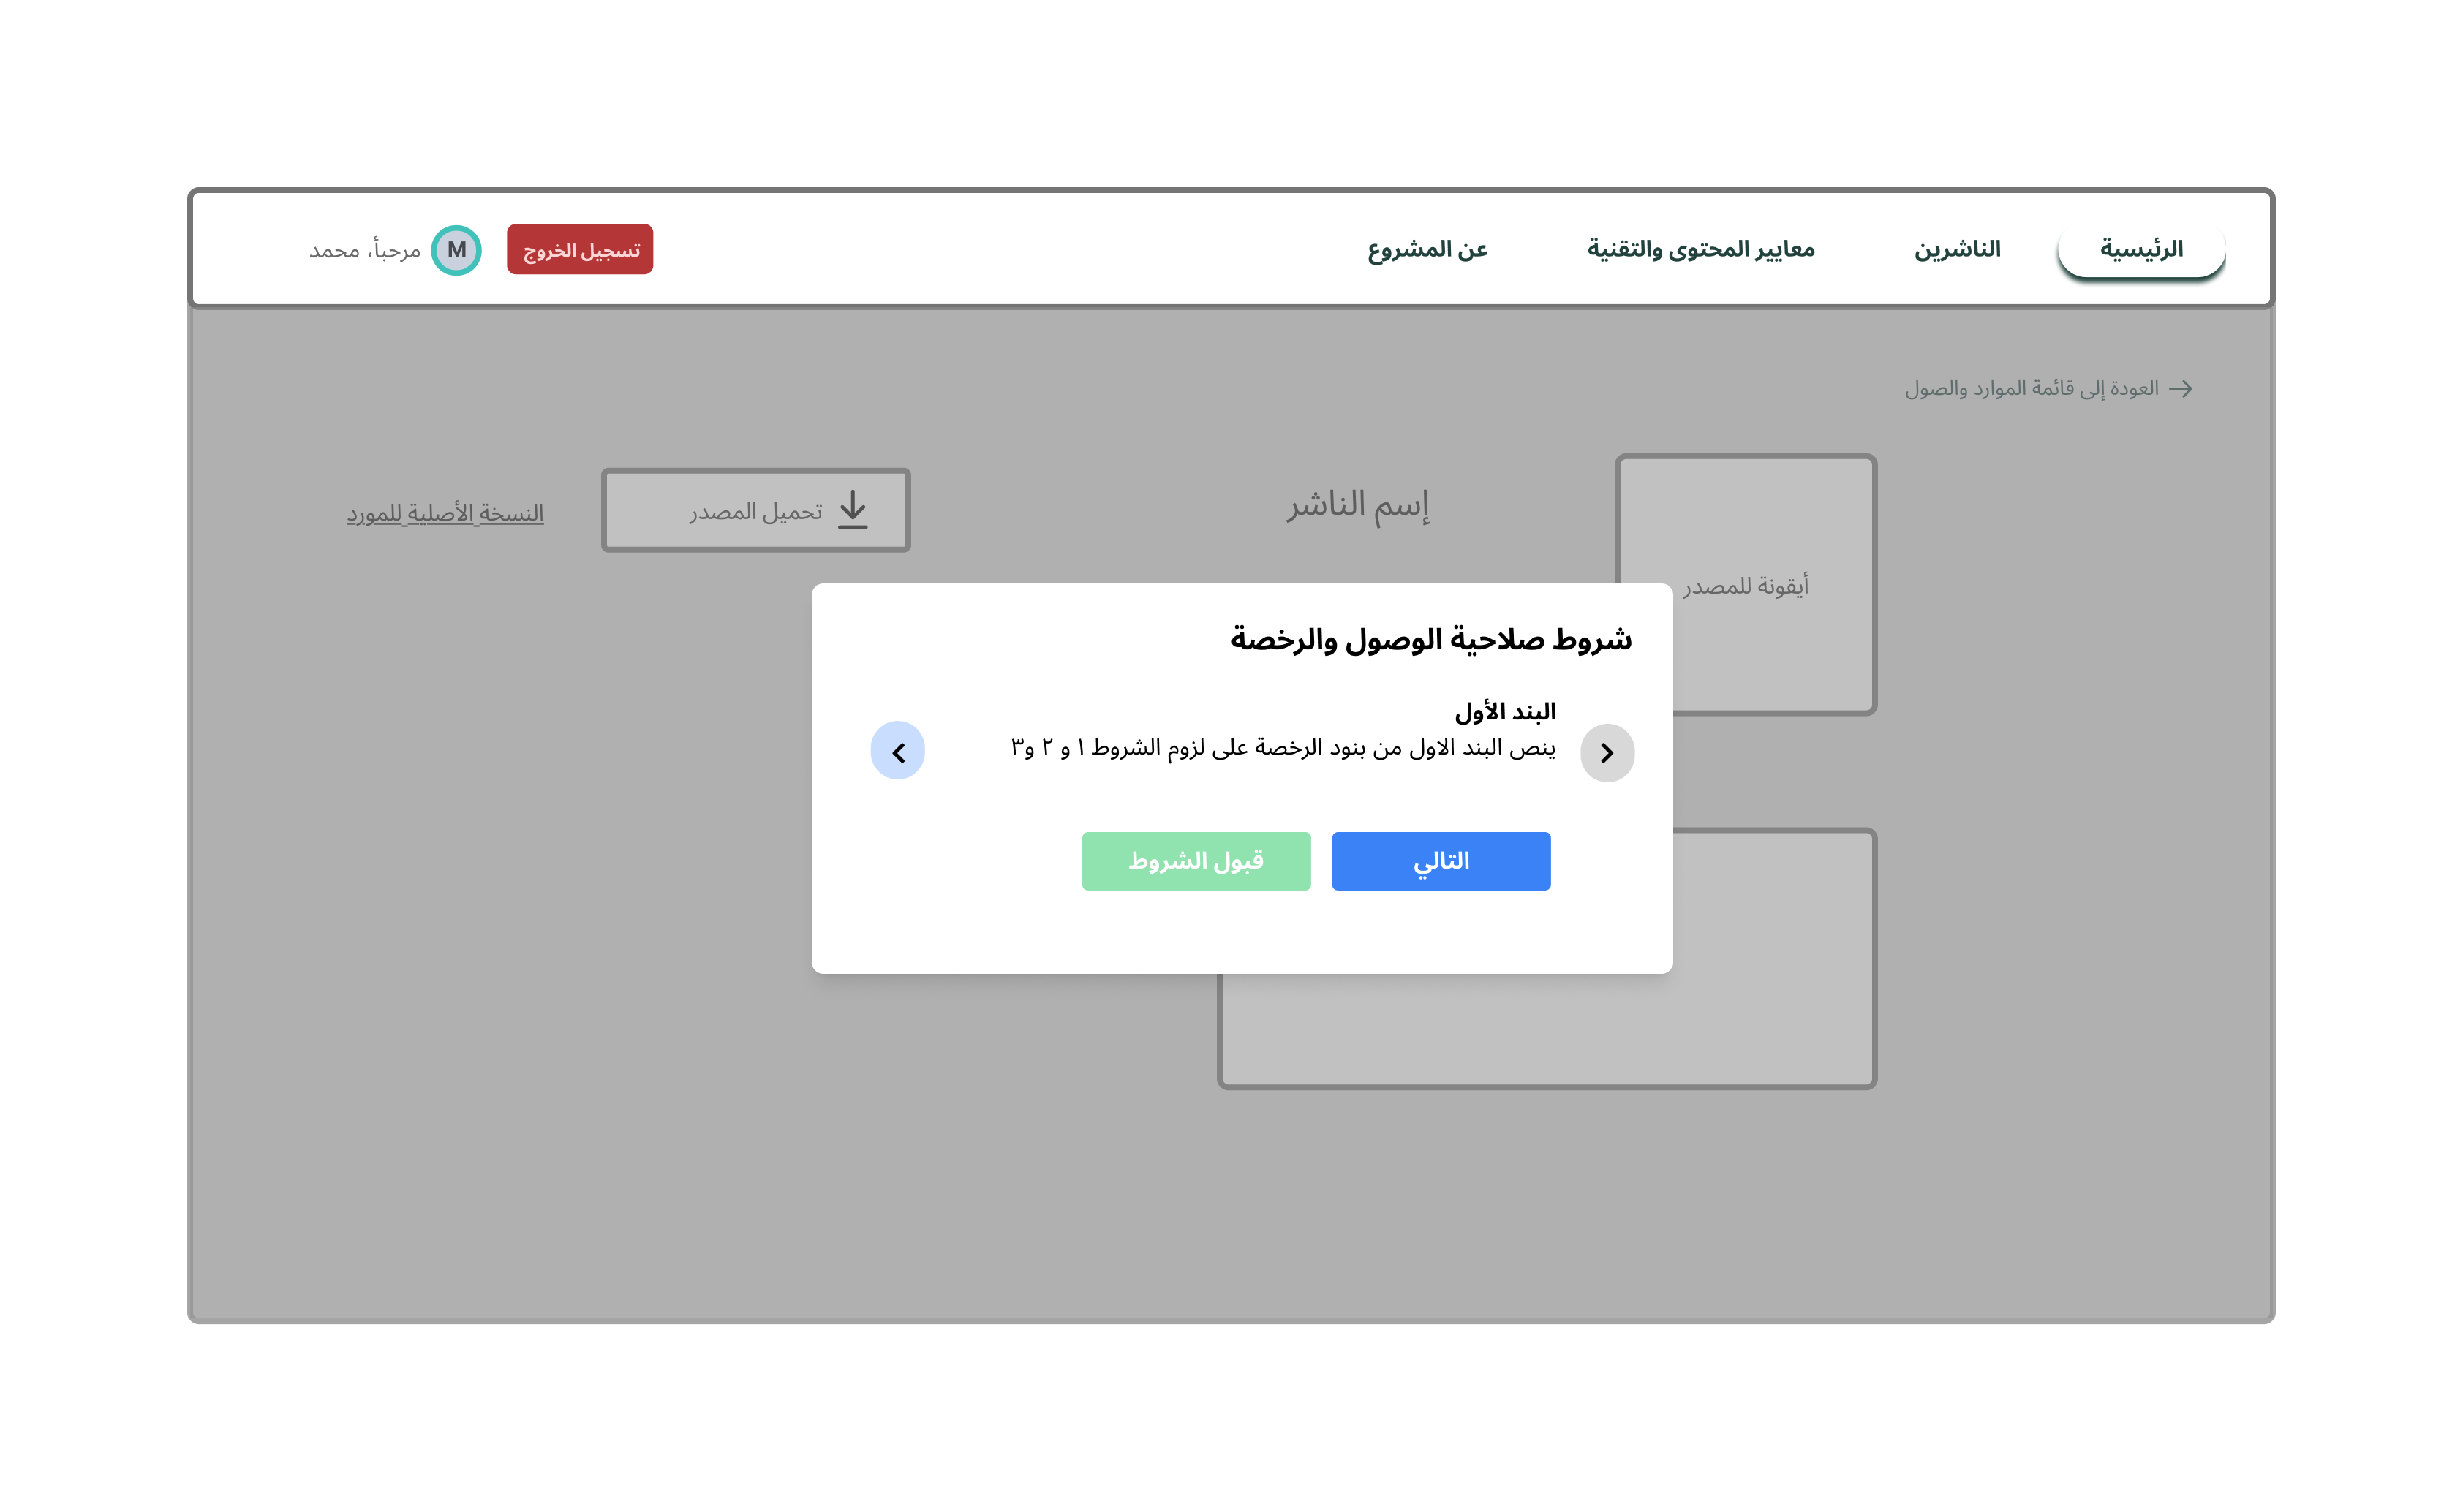 الرئيسية
الناشرين
معايير المحتوى والتقنية
عن المشروع
تسجيل الخروج
M
مرحبأ، محمد
العودة إلى قائمة الموارد والصول
أيقونة للمصدر
إسم الناشر
تحميل المصدر
النسخة الأصلية للمورد
شروط صلاحية الوصول والرخصة
البند الأول
ينص البند الاول من بنود الرخصة على لزوم الشروط ١ و ٢ و٣
التالي
قبول الشروط